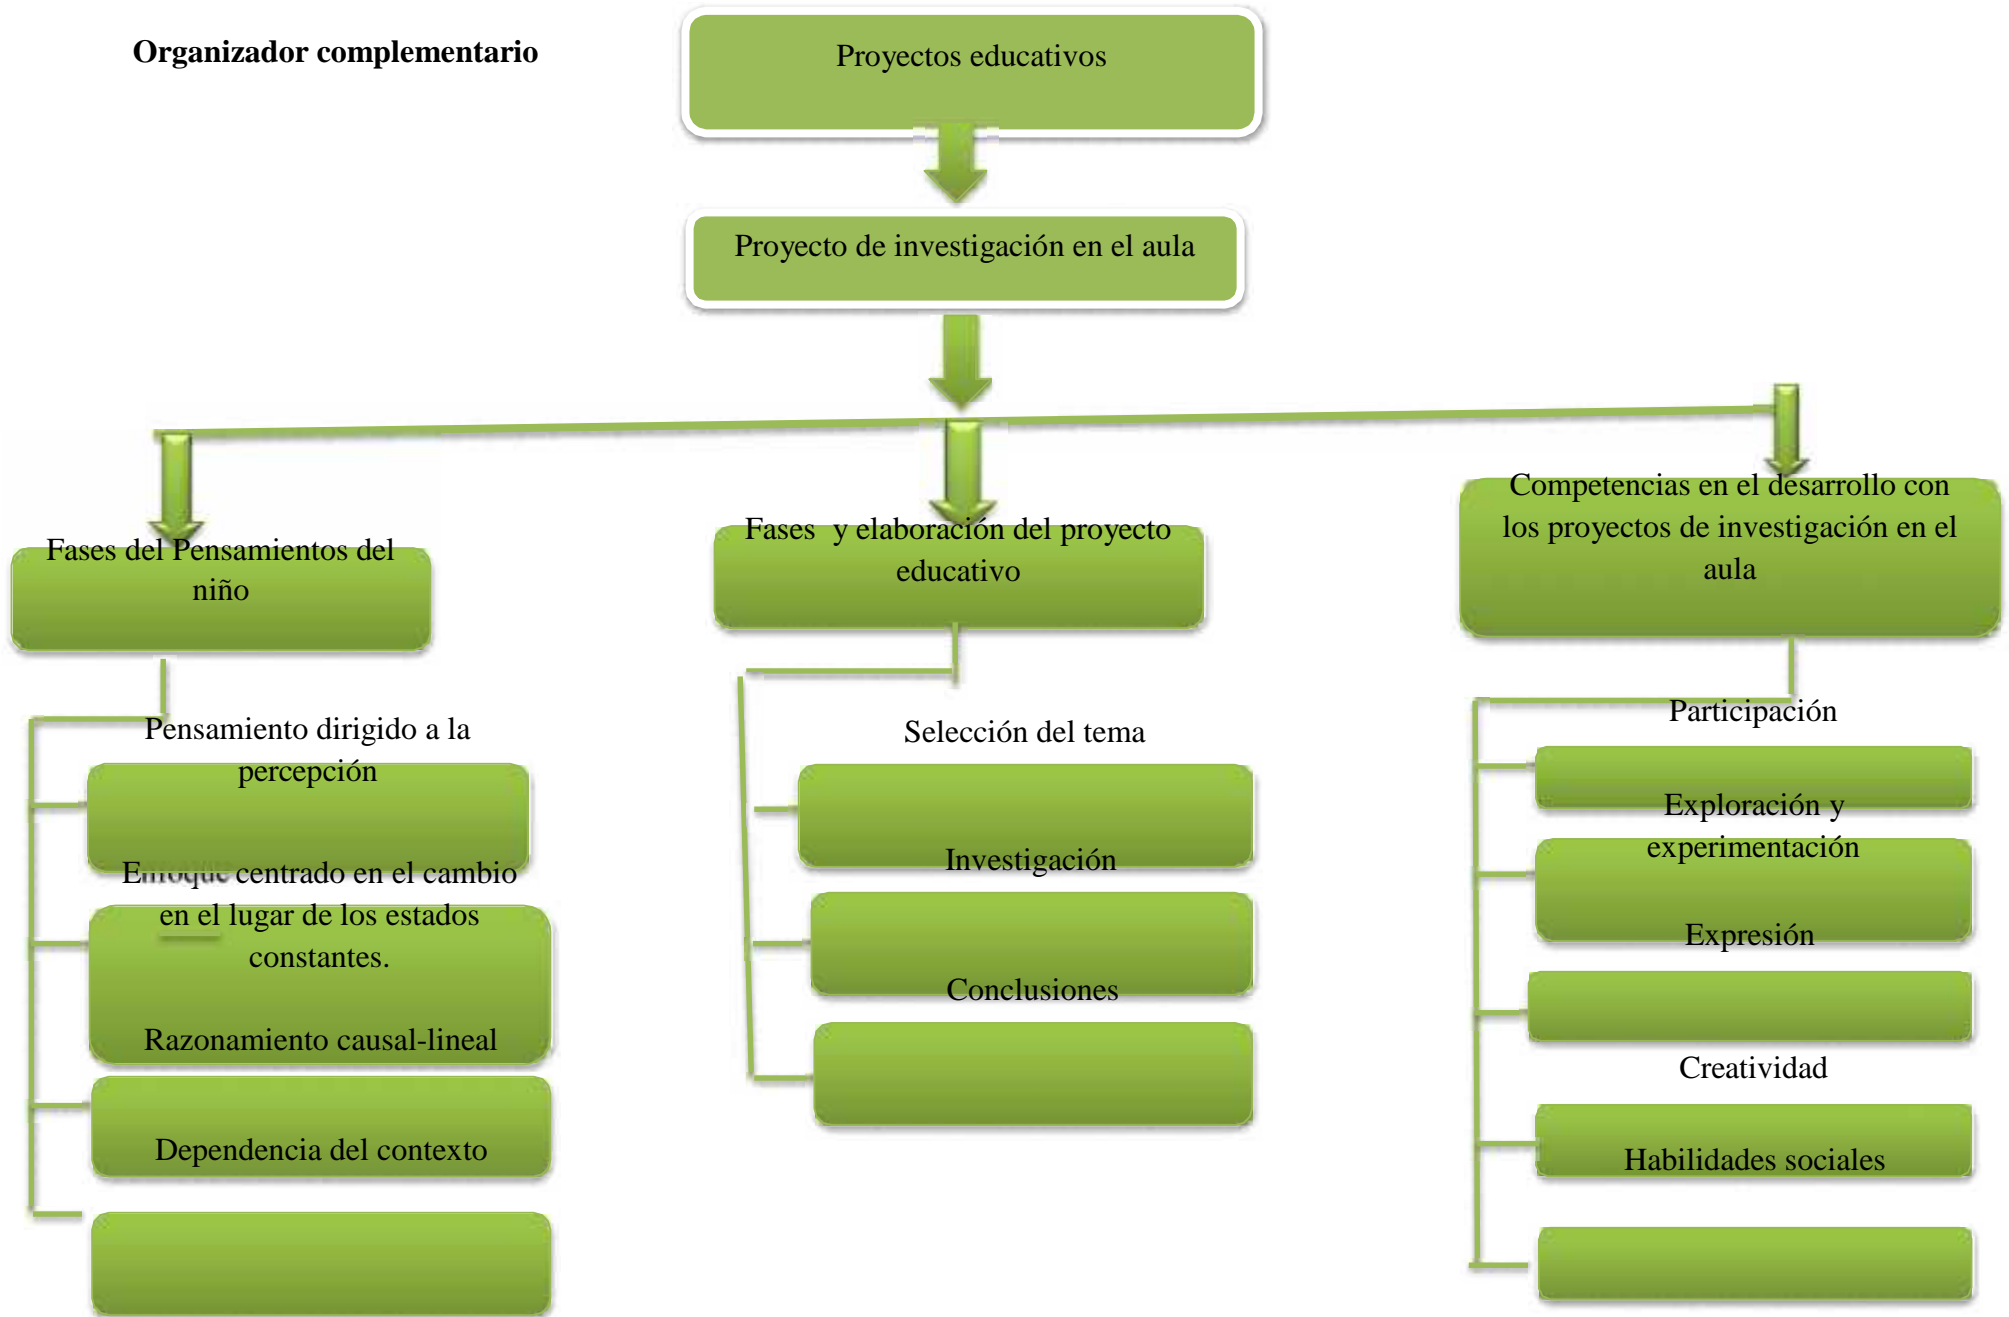 Organizador complementario
Proyectos educativos
Proyecto de investigación en el aula
Fases del Pensamientos del
niño
Pensamiento dirigido a la
percepción
Enfoque centrado en el cambio
en el lugar de los estados
constantes.
Razonamiento causal-lineal
Dependencia del contexto
Fases y elaboración del proyecto
educativo
Selección del tema
Investigación
Conclusiones
Competencias en el desarrollo con
los proyectos de investigación en el
aula
Participación
Exploración y
experimentación
Expresión
Creatividad
Habilidades sociales